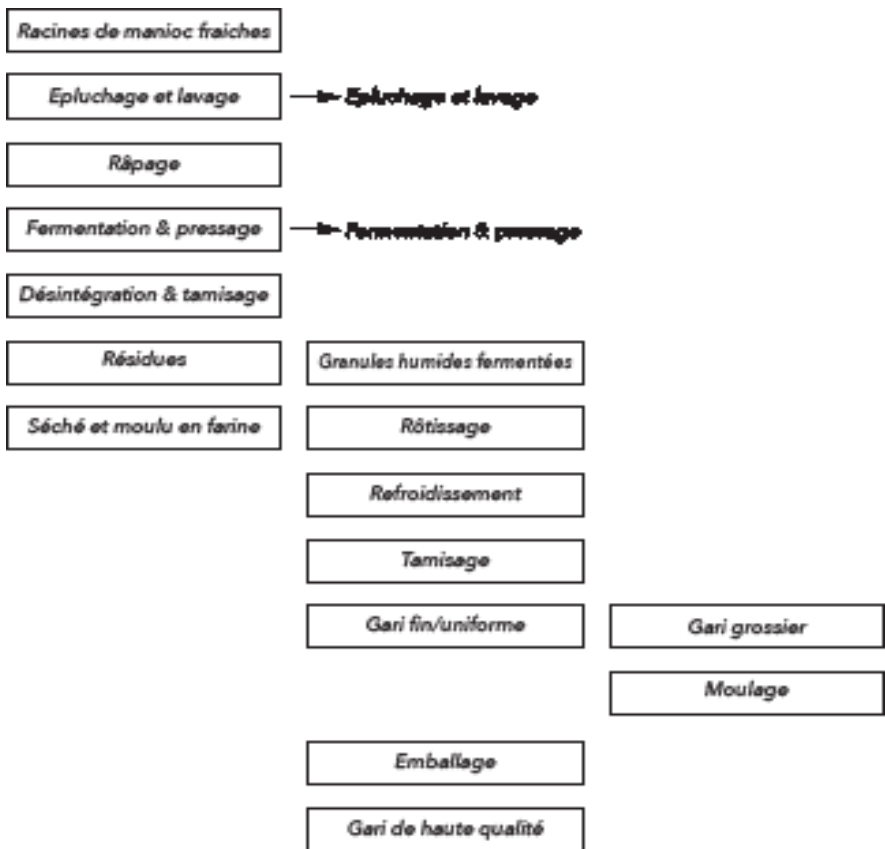 Racines de manioc fraiches
Epluchage et lavage
Epluchage et lavage
Râpage
Fermentation & pressage
Fermentation & pressage
Désintégration & tamisage
Résidues
Granules humides fermentées
Séché et moulu en farine
Rôtissage
Refroidissement
Tamisage
Gari fin/uniforme
Gari grossier
Moulage
Emballage
Gari de haute qualité